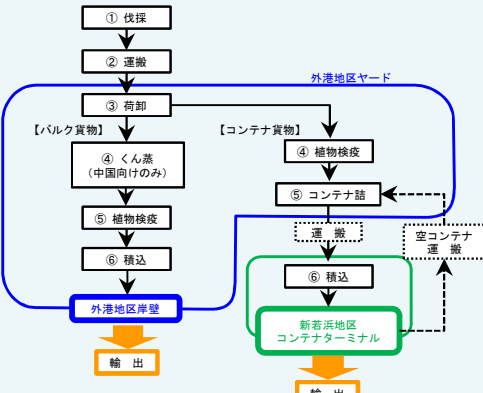 ① 伐採
② 運搬
外港地区ヤード
③ 荷卸
【バルク貨物】
【コンテナ貨物】
④ くん蒸
(中国向けのみ)
④ 植物検疫
⑤ コンテナ詰
⑤ 植物検疫
運 搬
空コンテナ
運 搬
⑥ 積込
⑥ 積込
外港地区岸壁
新若浜地区
コンテナターミナル
輸 出
輸 出